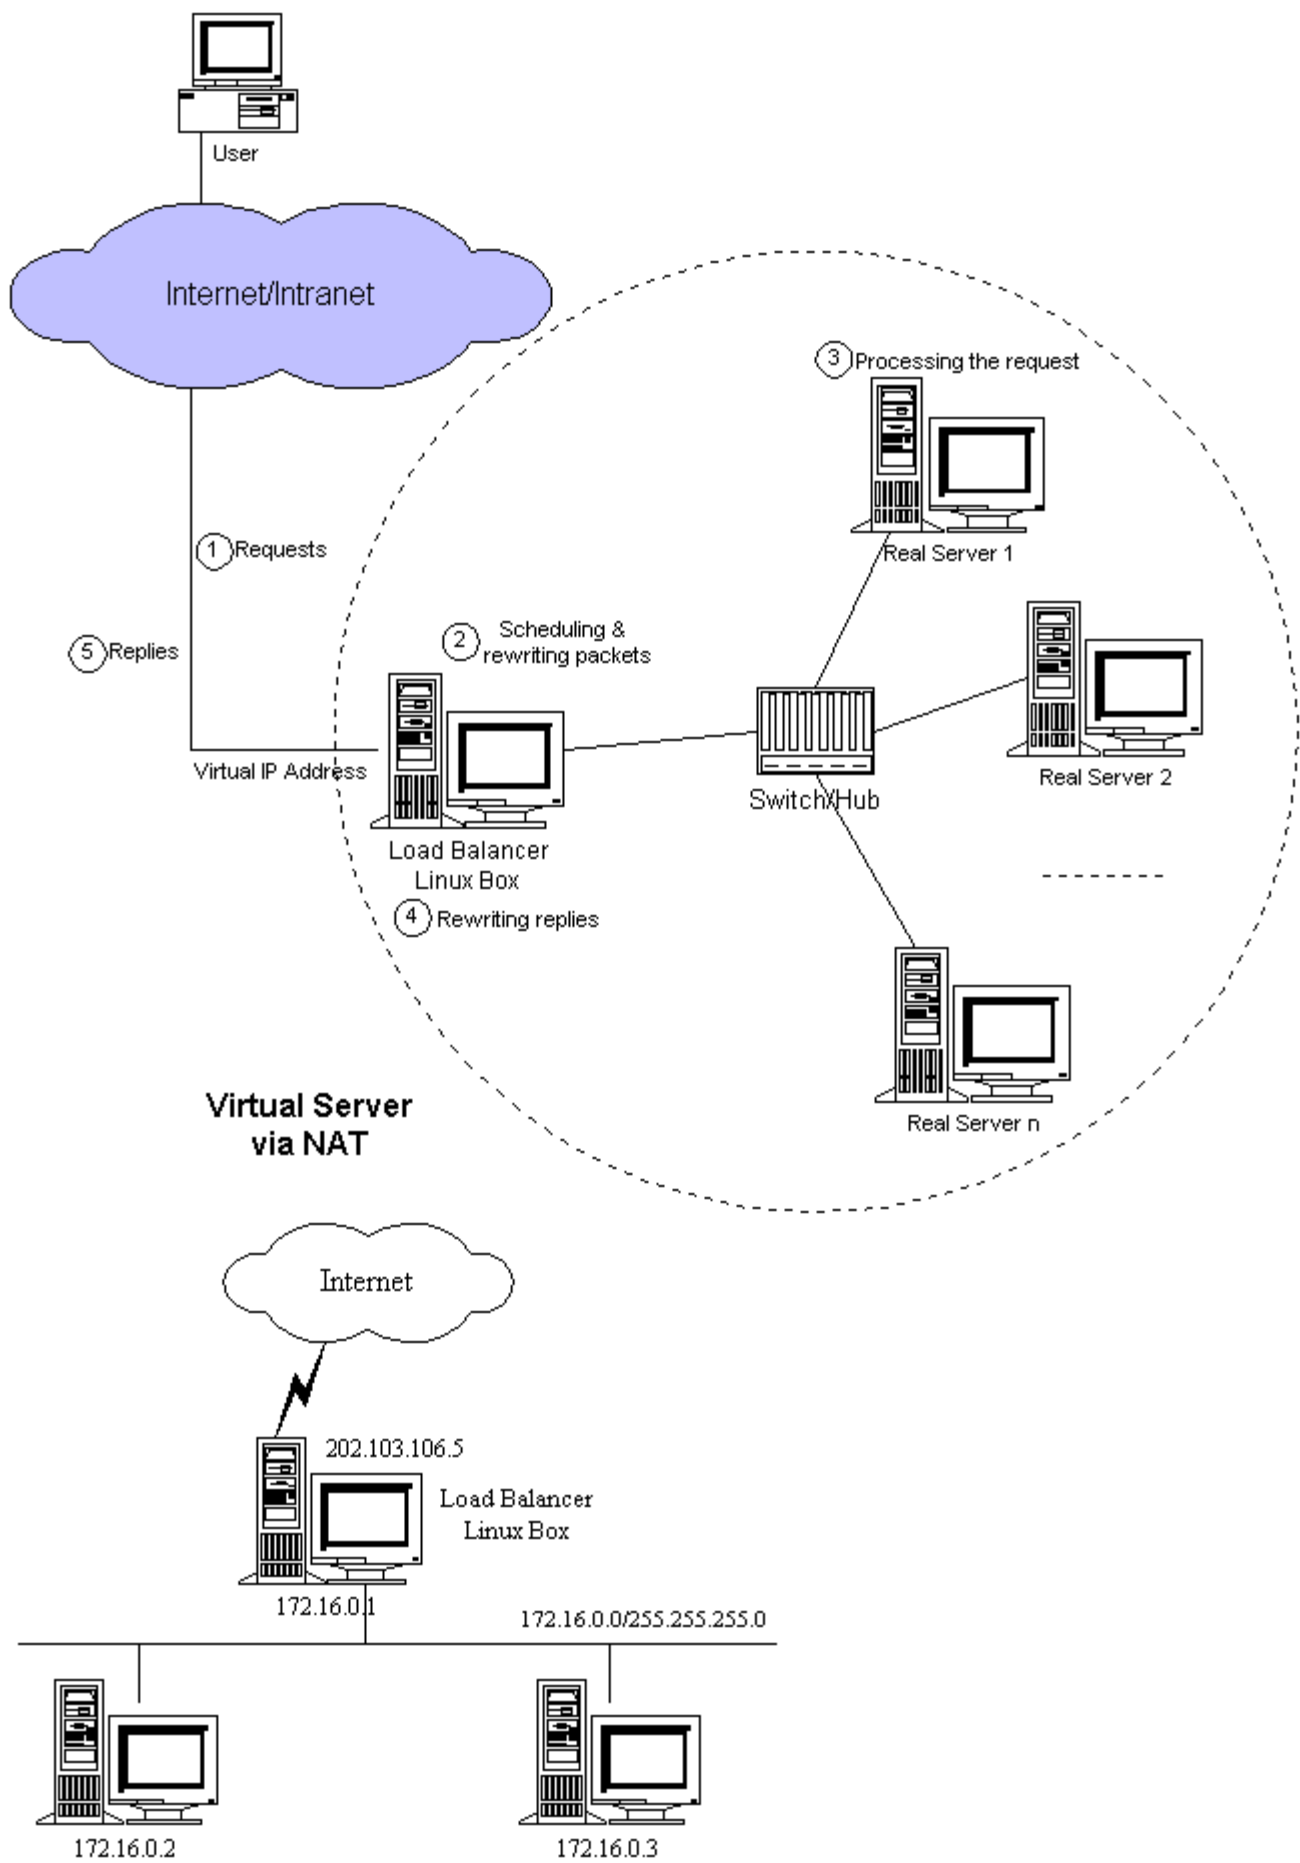 User
Internet/Intranet
3 Processing the request
1 Requests
Real Server 1
5 Replies
2 Scheduling &
rewriting packets
Virtual IP Address
Switch/Hub
Real Server 2
Load Balancer
Linux Box
4 Rewriting replies
Real Server n
Virtual Server
via NAT
Internet
202.103.106.5
Load Balancer
Linux Box
172.16.0.1
172.16.0.0/255.255.255.0
172.16.0.2
172.16.0.3